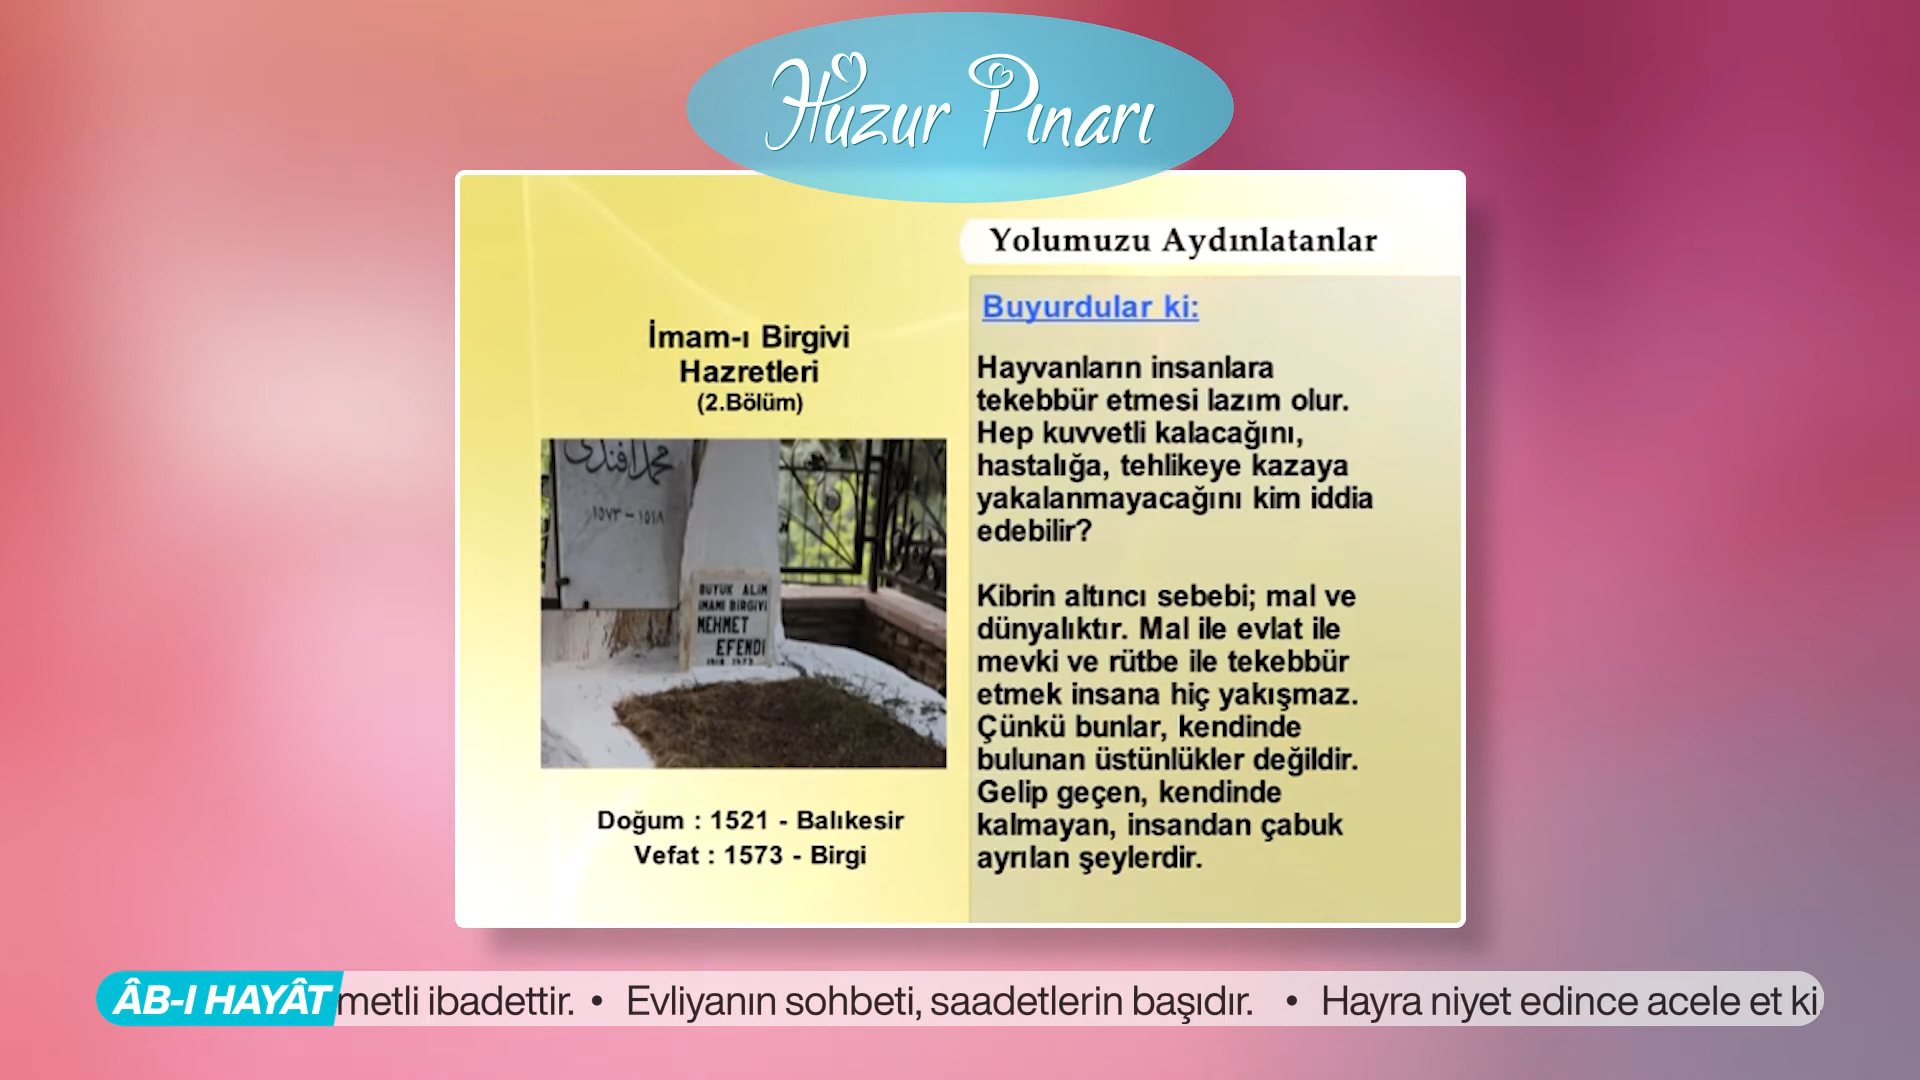 Huzur Pınarı
Yolumuzu Aydınlatanlar
İmam-ı Birgivi
Hazretleri
(2.Bölüm)
محمد افندی
١٥٧٣ - ١٥١٨
BÜYÜK ALİM
İMAMI BİRGİVİ
MEHMET
EFENDİ
Doğum : 1521 - Balıkesir
Vefat : 1573 - Birgi
Buyurdular ki:
Hayvanların insanlara
tekebbür etmesi lazım olur.
Hep kuvvetli kalacağını,
hastalığa, tehlikeye kazaya
yakalanmayacağını kim iddia
edebilir?
Kibrin altıncı sebebi; mal ve
dünyalıktır. Mal ile evlat ile
mevki ve rütbe ile tekebbür
etmek insana hiç yakışmaz.
Çünkü bunlar, kendinde
bulunan üstünlükler değildir.
Gelip geçen, kendinde
kalmayan, insandan çabuk
ayrılan şeylerdir.
ÂB-I HAYÂT metli ibadettir. • Evliyanın sohbeti, saadetlerin başıdır. • Hayra niyet edince acele et ki